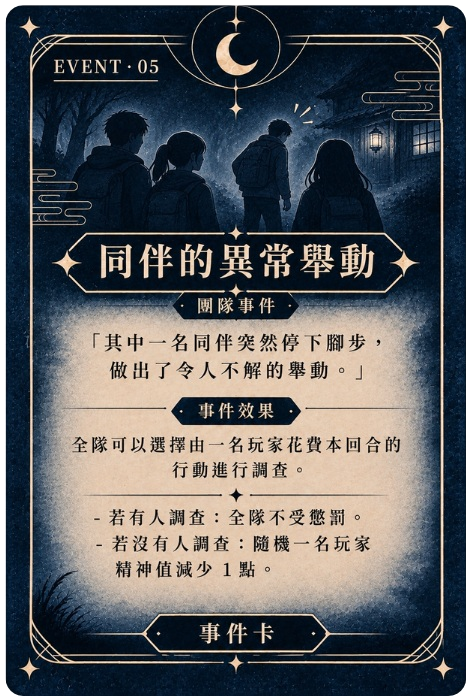 EVENT · 05
同伴的異常舉動
團隊事件
「其中一名同伴突然停下腳步，
做出了令人不解的舉動。」
事件效果
全隊可以選擇由一名玩家花費本回合的
行動進行調查。
- 若有人調查：全隊不受懲罰。
- 若沒有人調查：隨機一名玩家
精神值減少 1 點。
事件卡